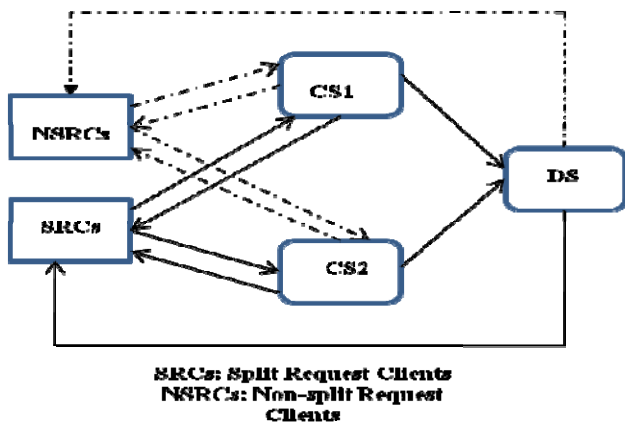 CS1
NSRCs
DS
SRCs
CS2
SRCs: Split Request Clients
NSRCs: Non-split Request
Clients